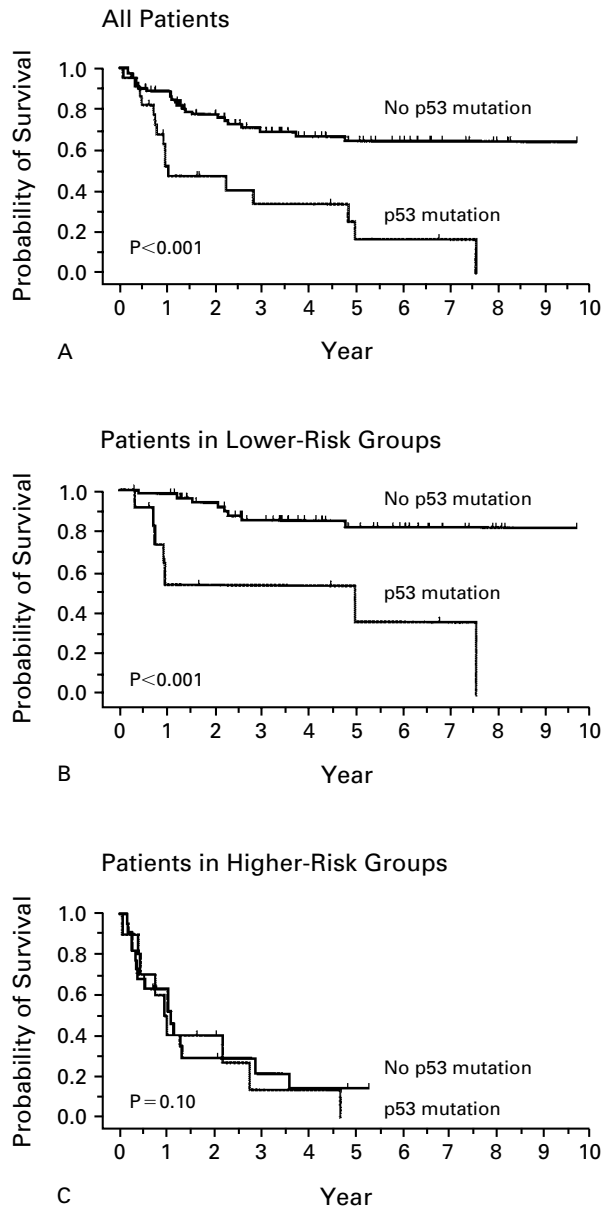 All Patients
Probability of Survival
1.0
0.8
0.6
0.4
0.2
0.0
No p53 mutation
p53 mutation
P<0.001
0 1 2 3 4 5 6 7 8 9 10
A
Year
Patients in Lower-Risk Groups
Probability of Survival
1.0
0.8
0.6
0.4
0.2
0.0
No p53 mutation
p53 mutation
P<0.001
0 1 2 3 4 5 6 7 8 9 10
B
Year
Patients in Higher-Risk Groups
Probability of Survival
1.0
0.8
0.6
0.4
0.2
0.0
No p53 mutation
p53 mutation
P=0.10
0 1 2 3 4 5 6 7 8 9 10
C
Year